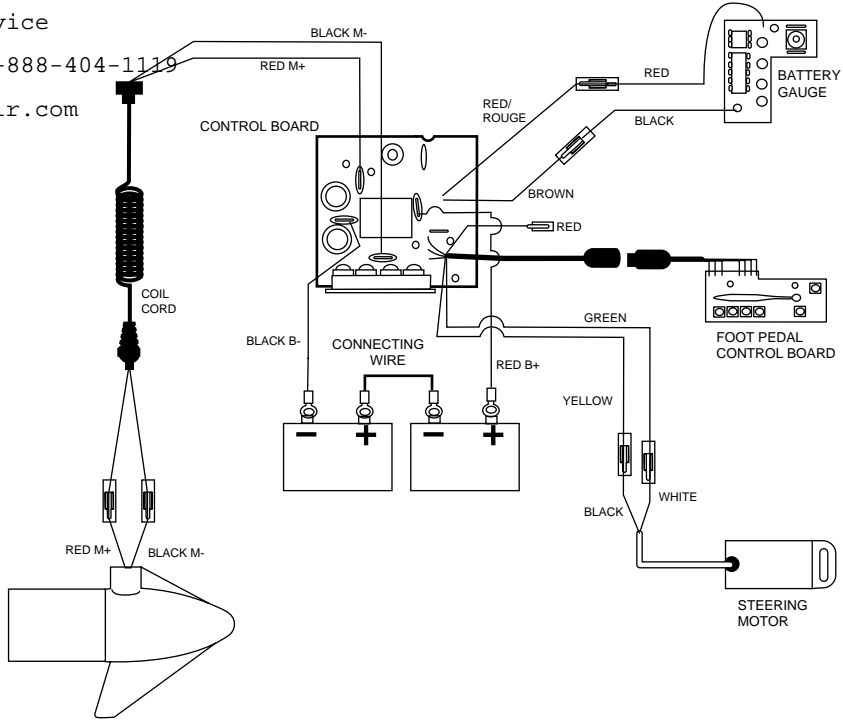 vice
-888-404-1119
ir.com
BLACK M-
RED M+
CONTROL BOARD
RED/
ROUGE
RED
BLACK
BATTERY
GAUGE
BROWN
RED
COIL
CORD
BLACK B-
CONNECTING
WIRE
RED B+
GREEN
FOOT PEDAL
CONTROL BOARD
YELLOW
BLACK
WHITE
RED M+
BLACK M-
STEERING
MOTOR